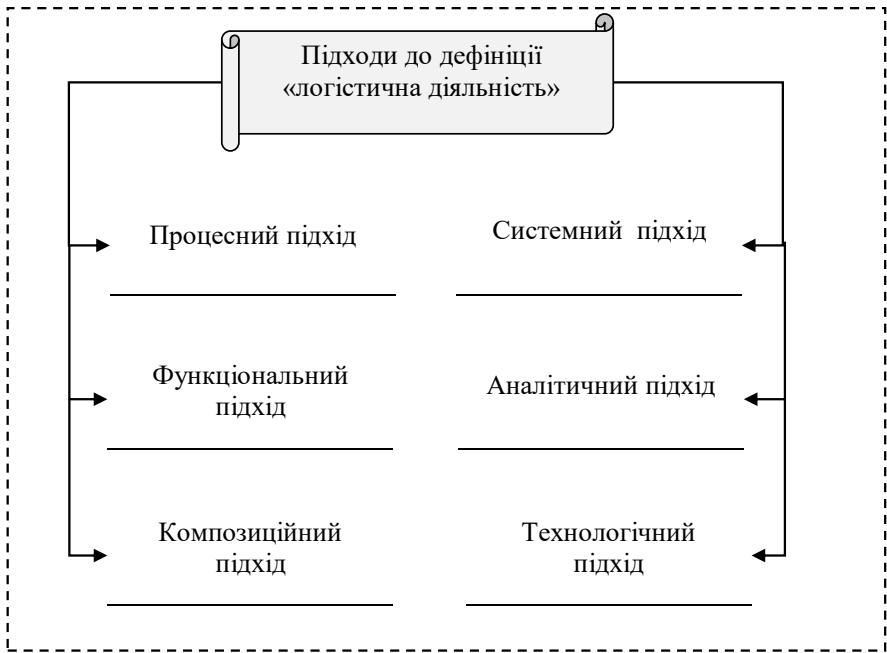 Підходи до дефініції
«логістична діяльність»
Процесний підхід
Системний підхід
Функціональний
підхід
Аналітичний підхід
Композиційний
підхід
Технологічний
підхід